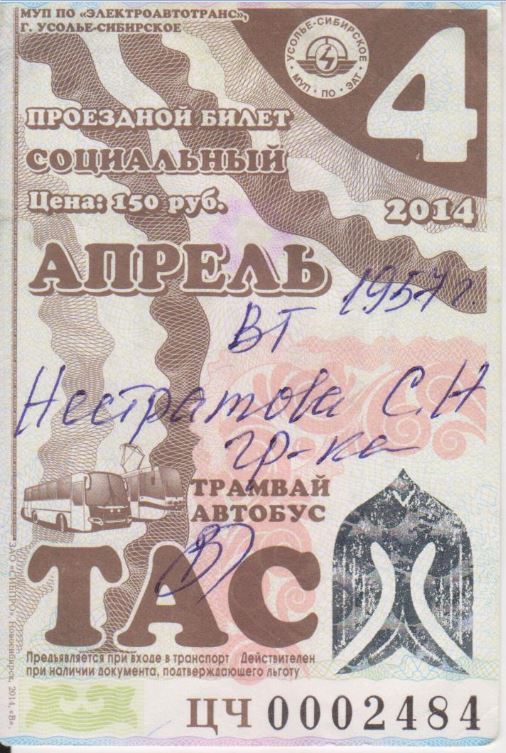 МУП ПО «ЭЛЕКТРОАВТОТРАНС»,
Г. УСОЛЬЕ-СИБИРСКОЕ
УСОЛЬЕ-СИБИРСКОЕ
МУП · ПО · ЭАТ
4
ПРОЕЗДНОЙ БИЛЕТ
СОЦИАЛЬНЫЙ
Цена: 150 руб.
2014
АПРЕЛЬ
1957 г.
ВТ
Нестратова С.Н
гр-ка
ТРАМВАЙ
АВТОБУС
ТАС
Предъявляется при входе в транспорт Действителен
при наличии документа, подтверждающего льготу
ЦЧ 0002484
Новосибирск, 2014, «В»